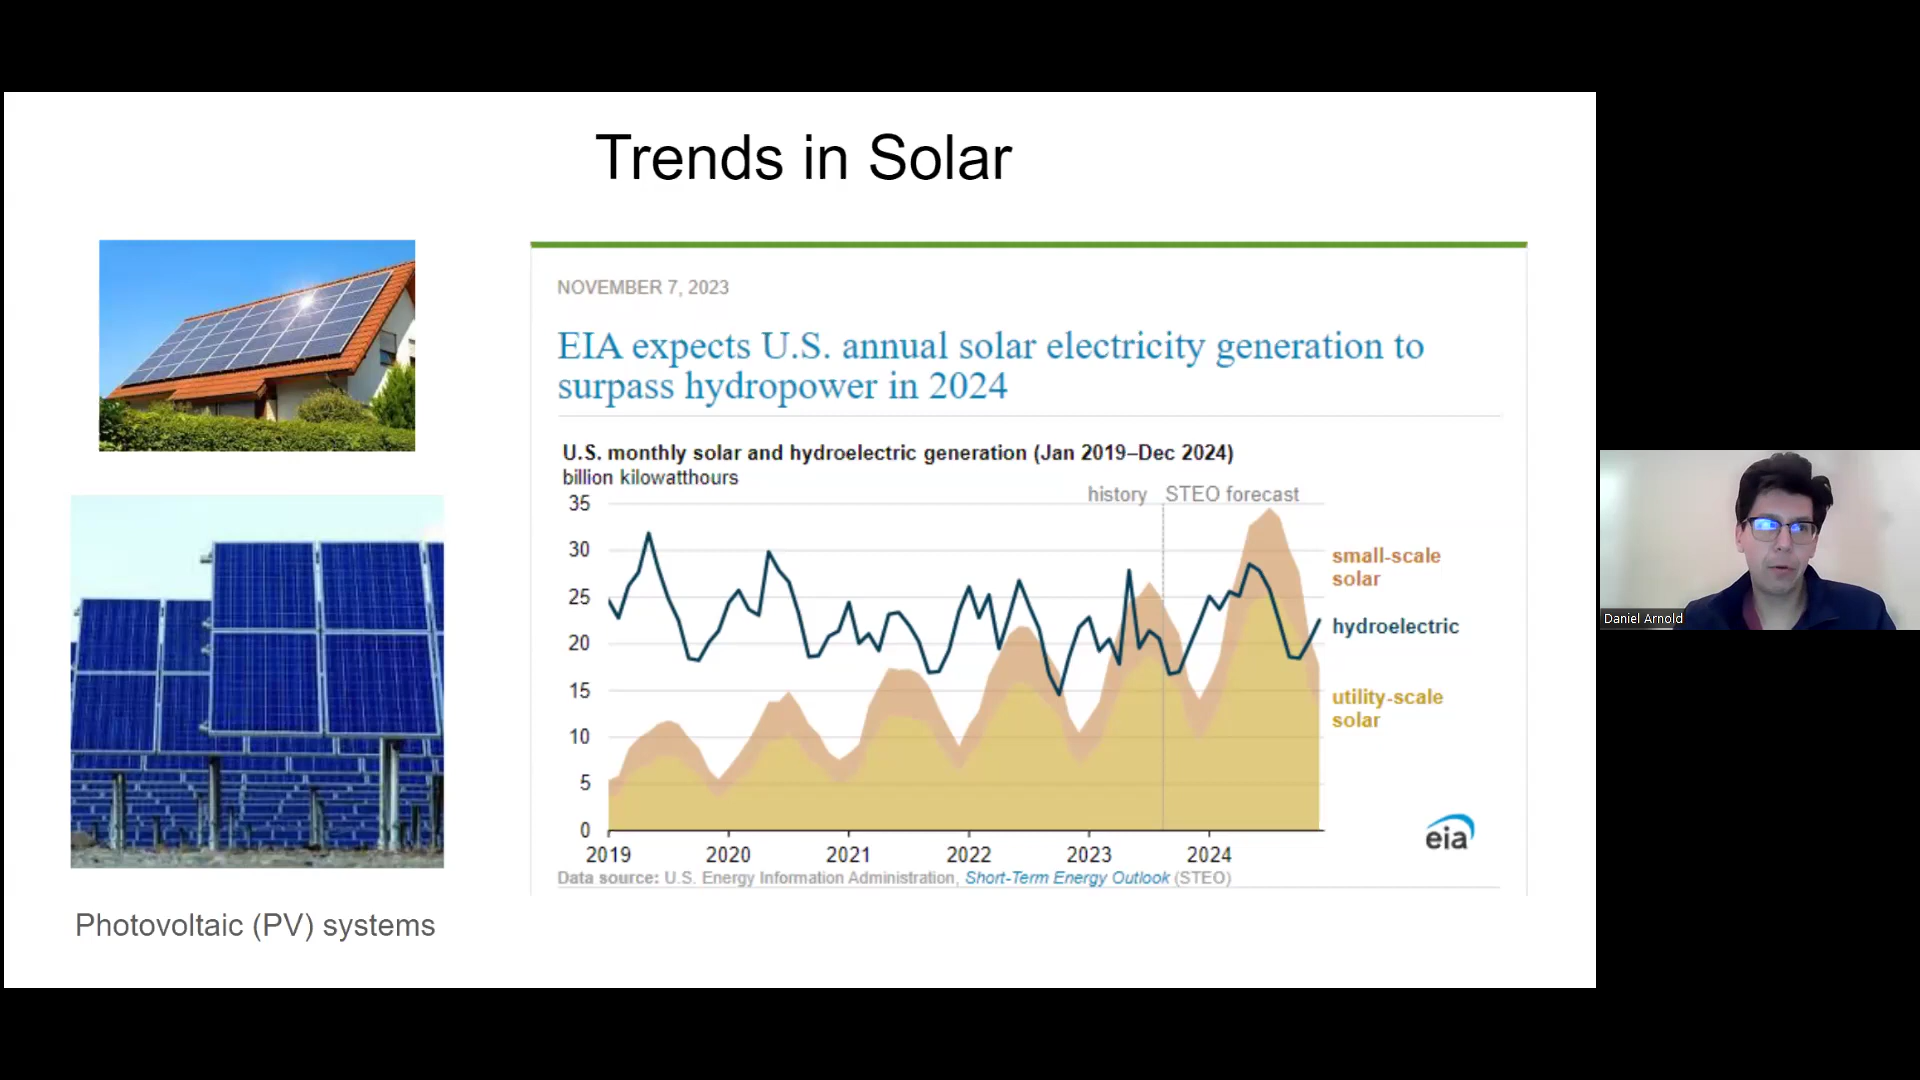 Trends in Solar
NOVEMBER 7, 2023
EIA expects U.S. annual solar electricity generation to
surpass hydropower in 2024
U.S. monthly solar and hydroelectric generation (Jan 2019–Dec 2024)
billion kilowatthours
history STEO forecast
35
30
25
20
15
10
5
0
small-scale
solar
hydroelectric
utility-scale
solar
2019 2020 2021 2022 2023 2024
eia
Data source: U.S. Energy Information Administration, Short-Term Energy Outlook (STEO)
Photovoltaic (PV) systems
Daniel Arnold